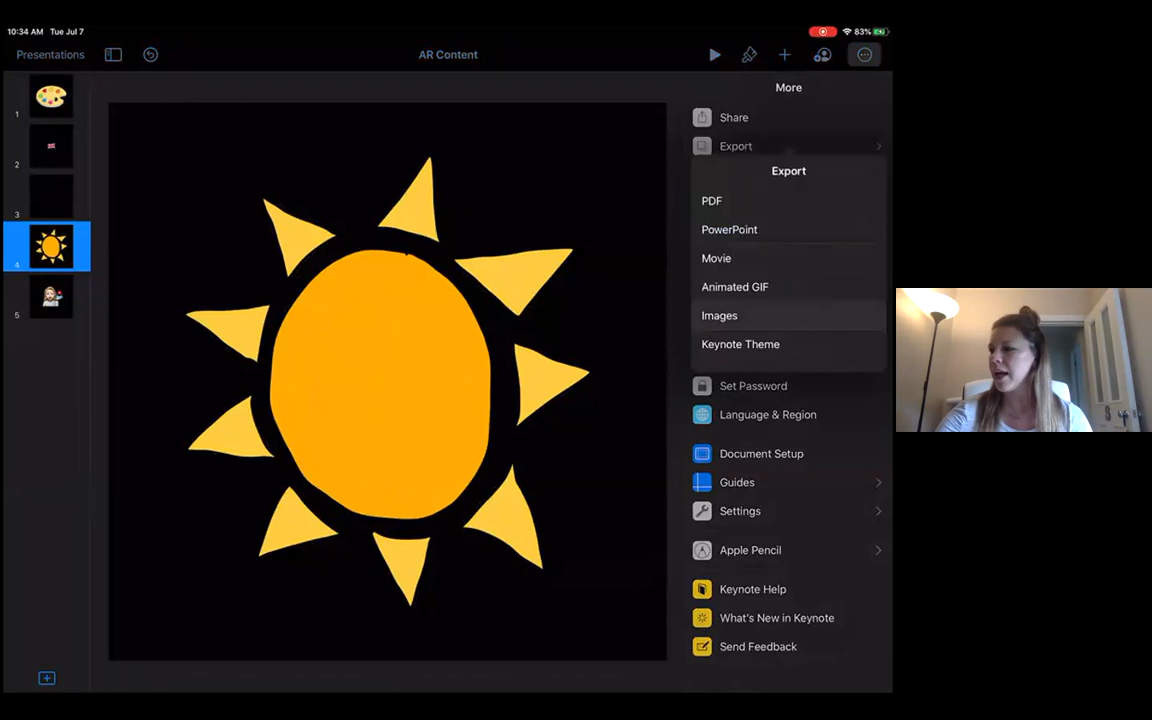 10:34 AM Tue Jul 7
83%
Presentations
AR Content
More
Share
Export
Export
PDF
PowerPoint
Movie
Animated GIF
Images
Keynote Theme
Set Password
Language & Region
Document Setup
Guides
Settings
Apple Pencil
Keynote Help
What's New in Keynote
Send Feedback
1
2
3
4
5